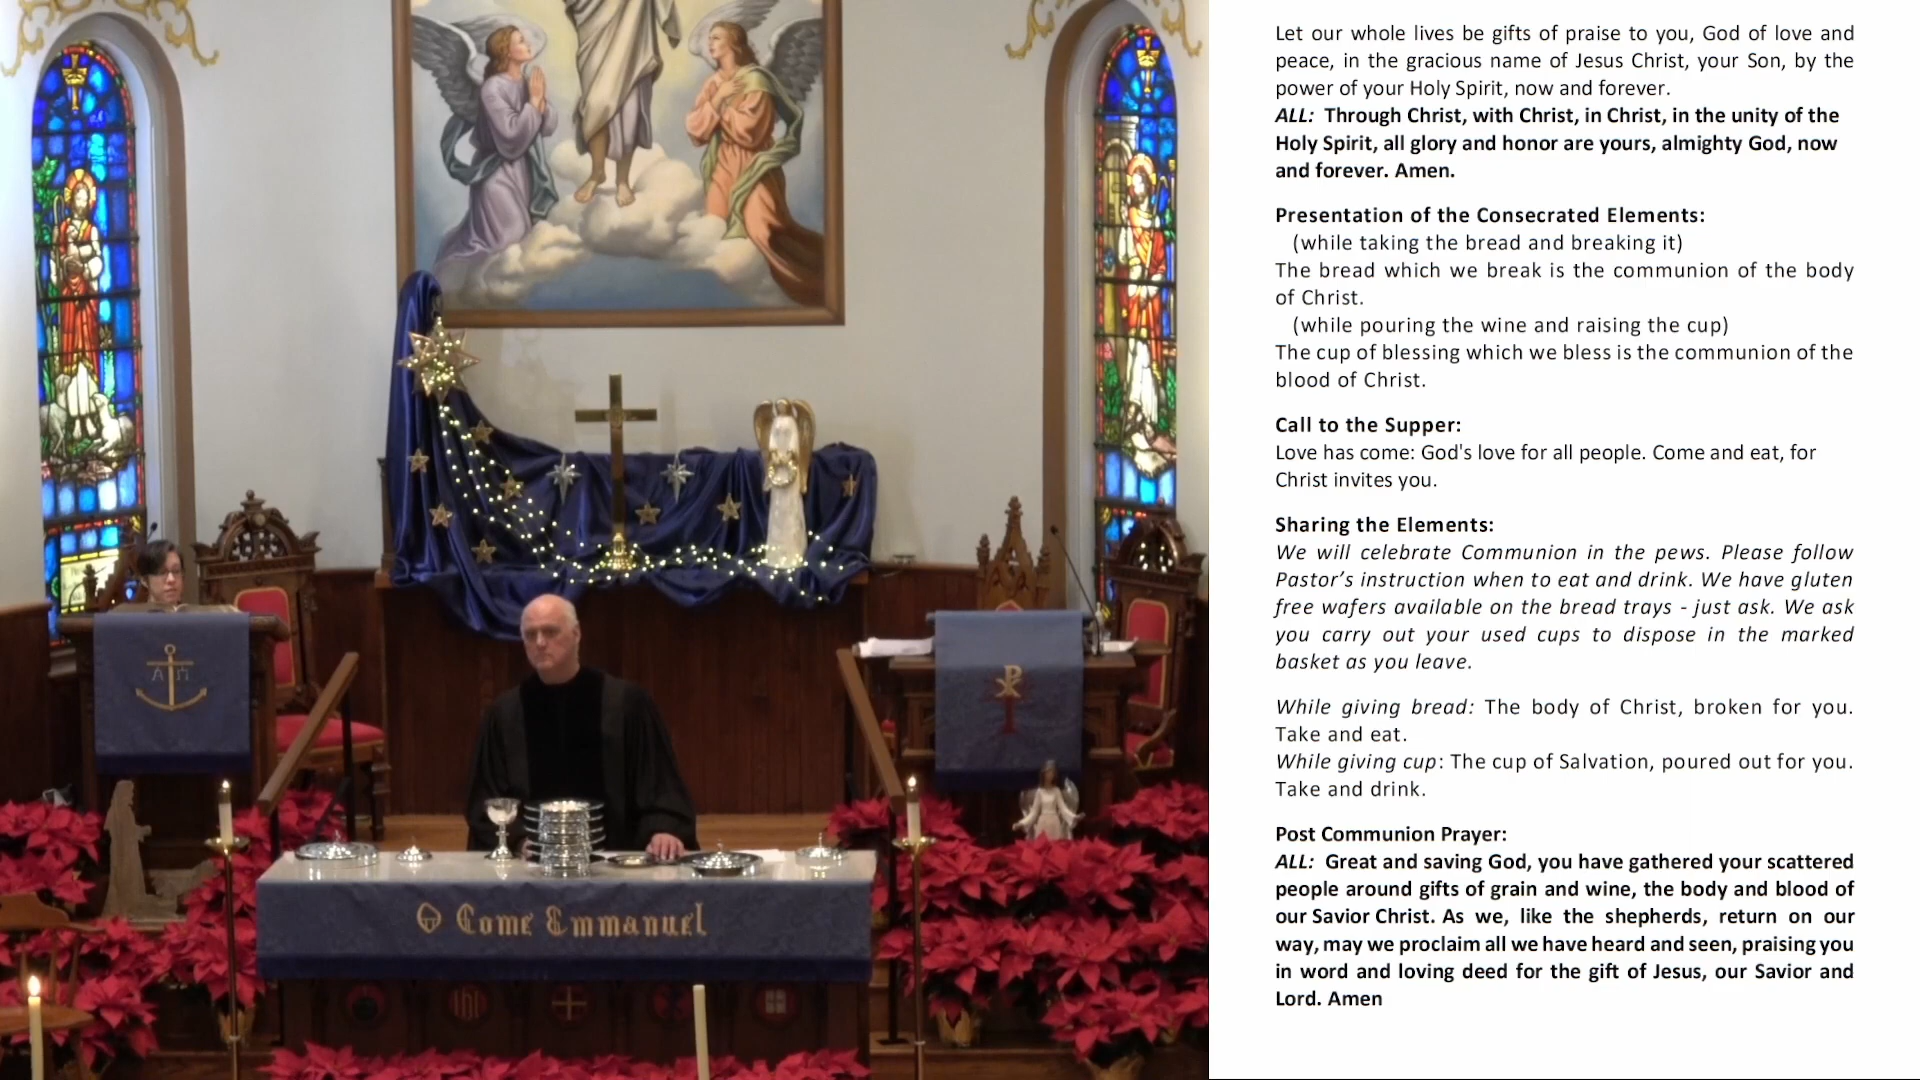 Let our whole lives be gifts of praise to you, God of love and
peace, in the gracious name of Jesus Christ, your Son, by the
power of your Holy Spirit, now and forever.
ALL: Through Christ, with Christ, in Christ, in the unity of the
Holy Spirit, all glory and honor are yours, almighty God, now
and forever. Amen.
Presentation of the Consecrated Elements:
(while taking the bread and breaking it)
The bread which we break is the communion of the body
of Christ.
(while pouring the wine and raising the cup)
The cup of blessing which we bless is the communion of the
blood of Christ.
Call to the Supper:
Love has come: God's love for all people. Come and eat, for
Christ invites you.
Sharing the Elements:
We will celebrate Communion in the pews. Please follow
Pastor’s instruction when to eat and drink. We have gluten
free wafers available on the bread trays - just ask. We ask
you carry out your used cups to dispose in the marked
basket as you leave.
While giving bread: The body of Christ, broken for you.
Take and eat.
While giving cup: The cup of Salvation, poured out for you.
Take and drink.
Post Communion Prayer:
ALL: Great and saving God, you have gathered your scattered
people around gifts of grain and wine, the body and blood of
our Savior Christ. As we, like the shepherds, return on our
way, may we proclaim all we have heard and seen, praising you
in word and loving deed for the gift of Jesus, our Savior and
Lord. Amen
O Come Emmanuel